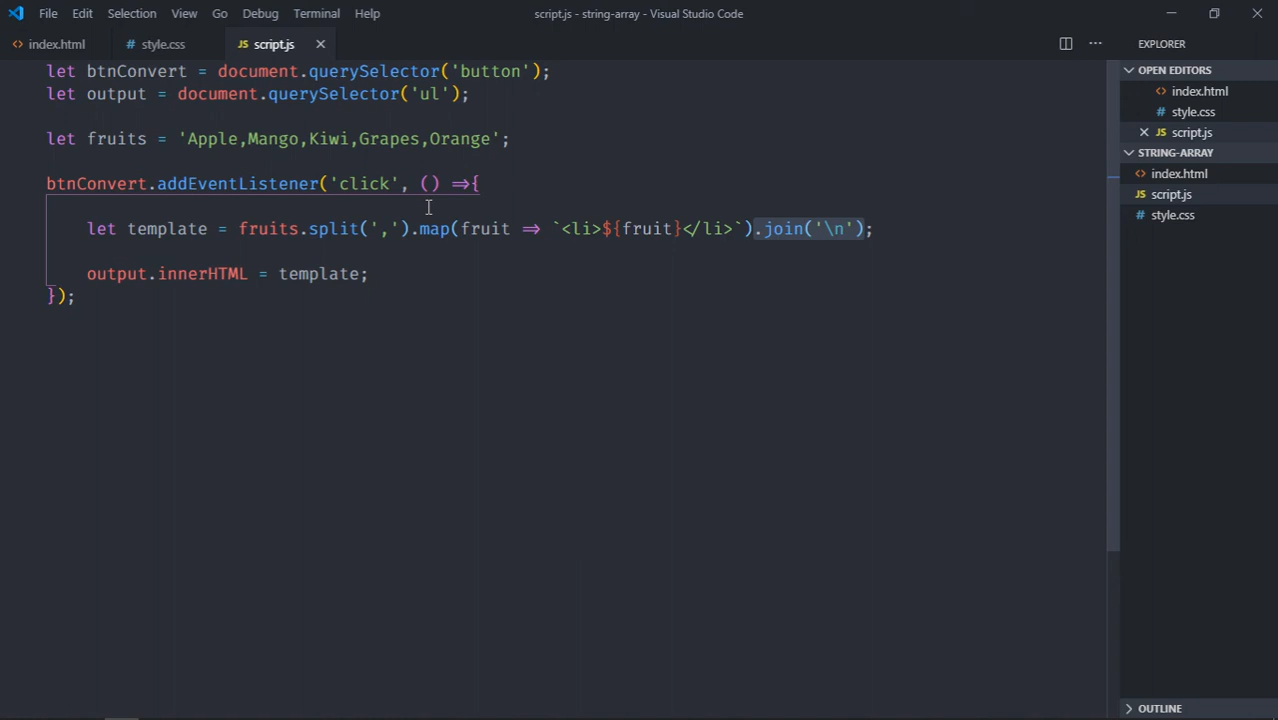 File Edit Selection View Go Debug Terminal Help script.js - string-array - Visual Studio Code
index.html style.css JS script.js
let btnConvert = document.querySelector('button');
let output = document.querySelector('ul');
let fruits = 'Apple,Mango,Kiwi,Grapes,Orange';
btnConvert.addEventListener('click', () =>{
let template = fruits.split(',').map(fruit => `<li>${fruit}</li>`).join('\n');
output.innerHTML = template;
});
EXPLORER
OPEN EDITORS
index.html
# style.css
JS script.js
STRING-ARRAY
index.html
JS script.js
# style.css
OUTLINE